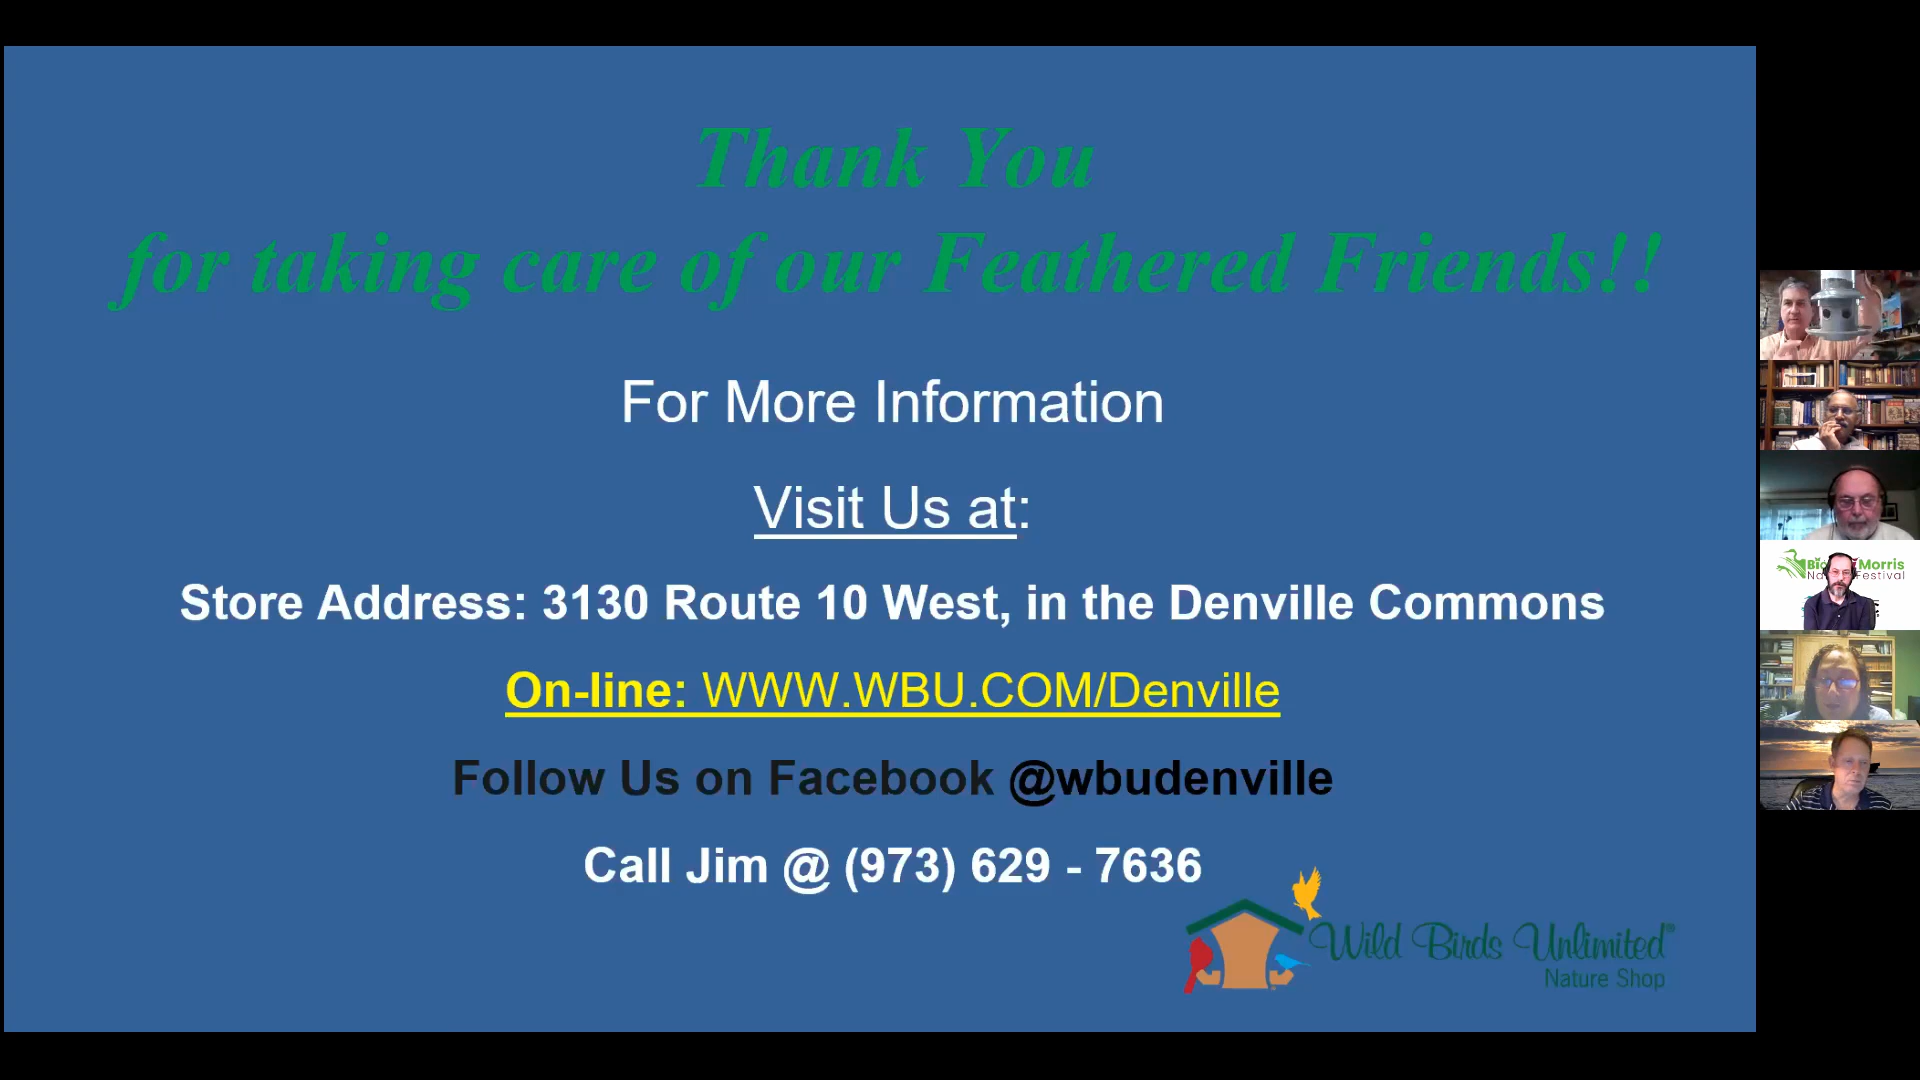 Thank You
for taking care of our Feathered Friends!!
For More Information
Visit Us at:
Store Address: 3130 Route 10 West, in the Denville Commons
On-line: WWW.WBU.COM/Denville
Follow Us on Facebook @wbudenville
Call Jim @ (973) 629 - 7636
Wild Birds Unlimited®
Nature Shop
Morris
Festival